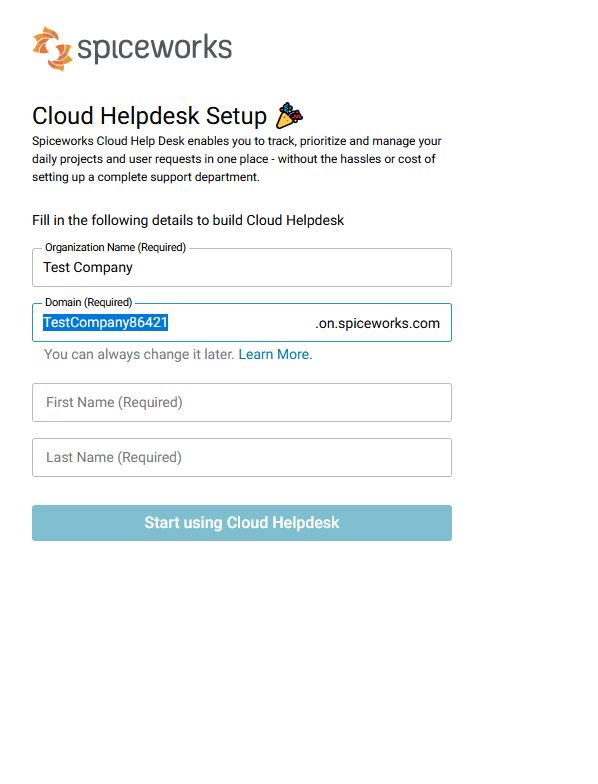 spiceworks
Cloud Helpdesk Setup
Spiceworks Cloud Help Desk enables you to track, prioritize and manage your
daily projects and user requests in one place - without the hassles or cost of
setting up a complete support department.
Fill in the following details to build Cloud Helpdesk
Organization Name (Required)
Test Company
Domain (Required)
TestCompany86421 .on.spiceworks.com
You can always change it later. Learn More.
First Name (Required)
Last Name (Required)
Start using Cloud Helpdesk